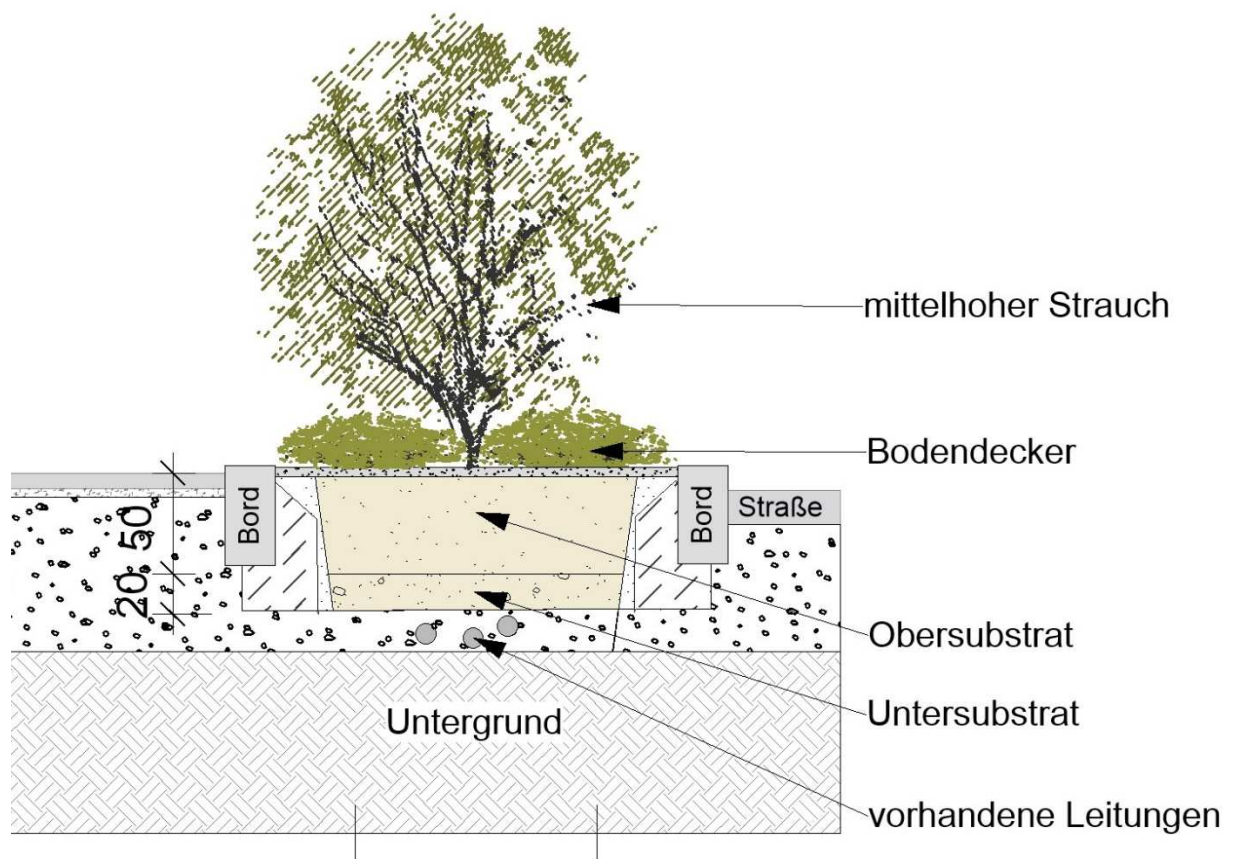 mittelhoher Strauch
Bodendecker
Bord
Bord
Straße
50
20
Obersubstrat
Untersubstrat
Untergrund
vorhandene Leitungen